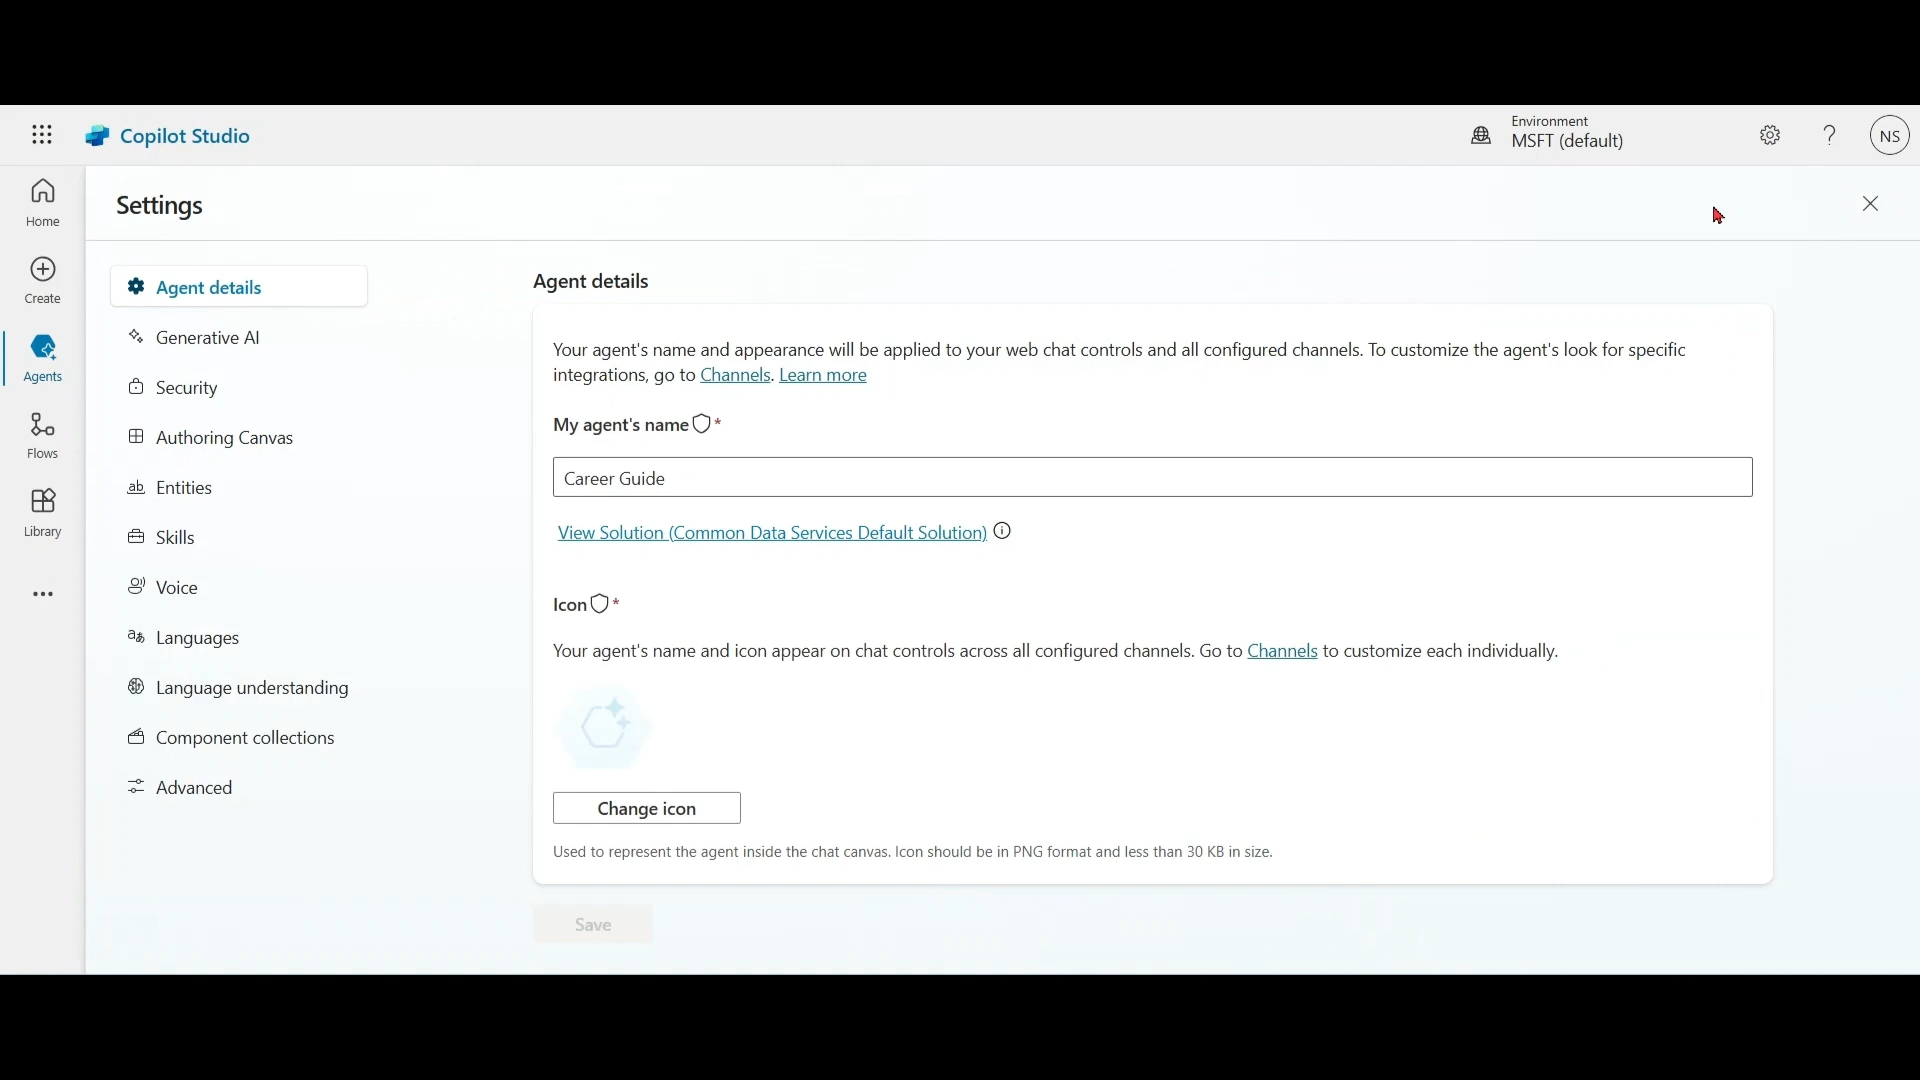 Copilot Studio
Environment
MSFT (default)
NS
Home
Create
Agents
Flows
Library
Settings
Agent details
Generative AI
Security
Authoring Canvas
Entities
Skills
Voice
Languages
Language understanding
Component collections
Advanced
Agent details
Your agent's name and appearance will be applied to your web chat controls and all configured channels. To customize the agent's look for specific
integrations, go to Channels. Learn more
My agent's name *
Career Guide
View Solution (Common Data Services Default Solution)
Icon *
Your agent's name and icon appear on chat controls across all configured channels. Go to Channels to customize each individually.
Change icon
Used to represent the agent inside the chat canvas. Icon should be in PNG format and less than 30 KB in size.
Save